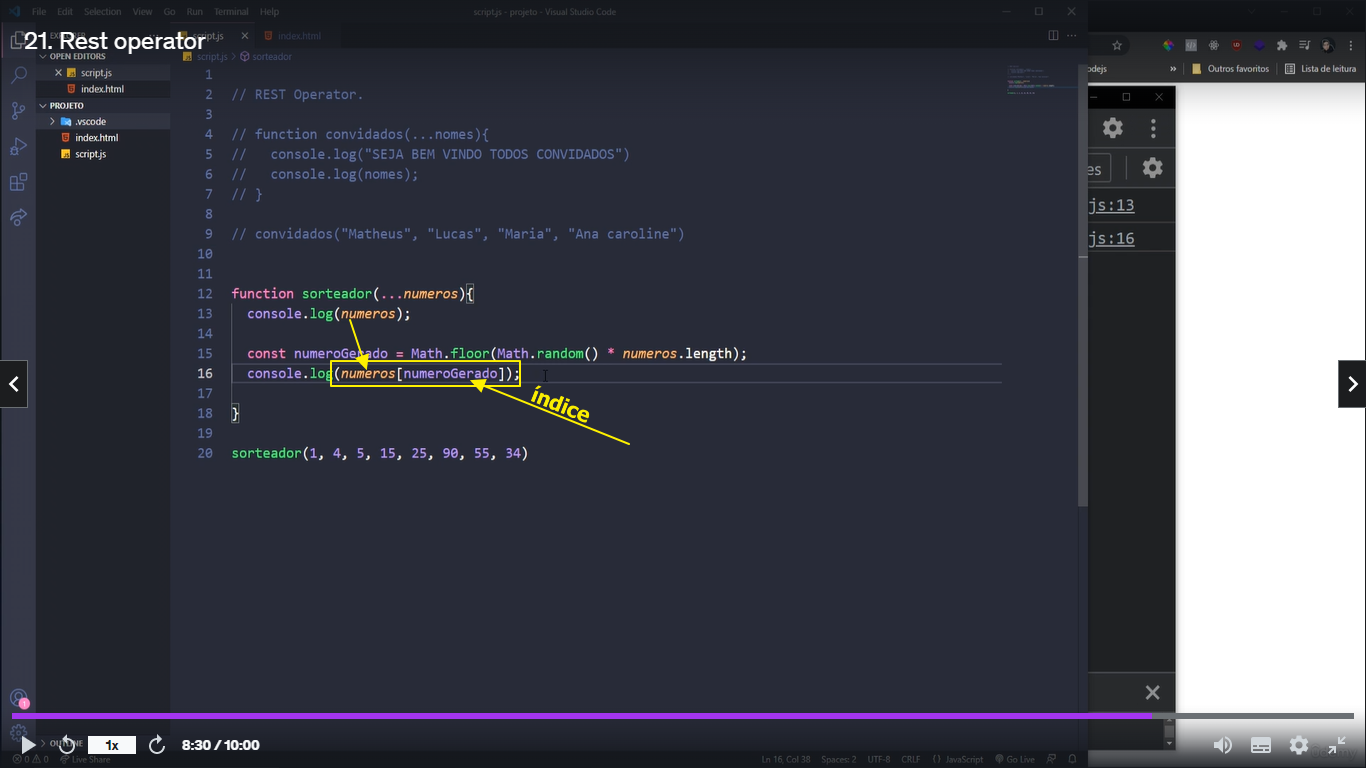 File Edit Selection View Go Run Terminal Help
script.js - projeto - Visual Studio Code
21. Rest operator
script.js
index.html
OPEN EDITORS
script.js
index.html
PROJETO
.vscode
index.html
script.js
script.js > sorteador
1
2 // REST Operator.
3
4 // function convidados(...nomes){
5 //   console.log("SEJA BEM VINDO TODOS CONVIDADOS")
6 //   console.log(nomes);
7 // }
8
9 // convidados("Matheus", "Lucas", "Maria", "Ana caroline")
10
11
12 function sorteador(...numeros){
13   console.log(numeros);
14
15   const numeroGerado = Math.floor(Math.random() * numeros.length);
16   console.log(numeros[numeroGerado]);
índice
17
18 }
19
20 sorteador(1, 4, 5, 15, 25, 90, 55, 34)
dejs
»
Outros favoritos
Lista de leitura
es
js:13
js:16
OUTLINE
1x
8:30 / 10:00
0 0
Live Share
Ln 16, Col 38 Spaces: 2 UTF-8 CRLF JavaScript Go Live